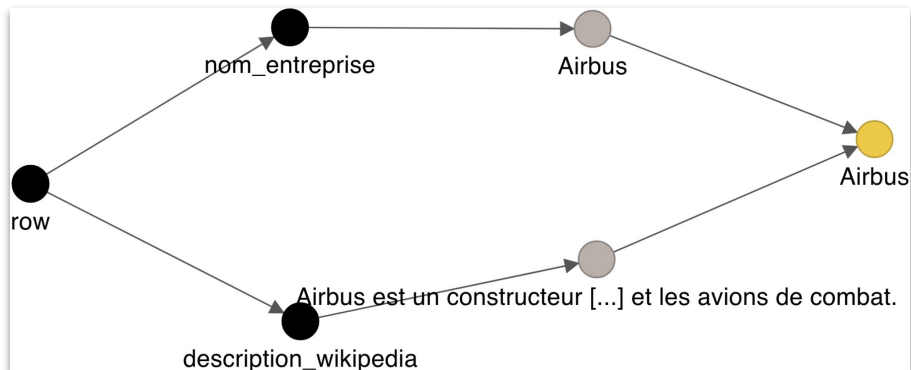 nom_entreprise
Airbus
Airbus
row
Airbus est un constructeur [...] et les avions de combat.
description_wikipedia